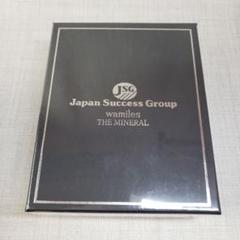 JSG
Japan Success Group
wamiles
THE MINERAL